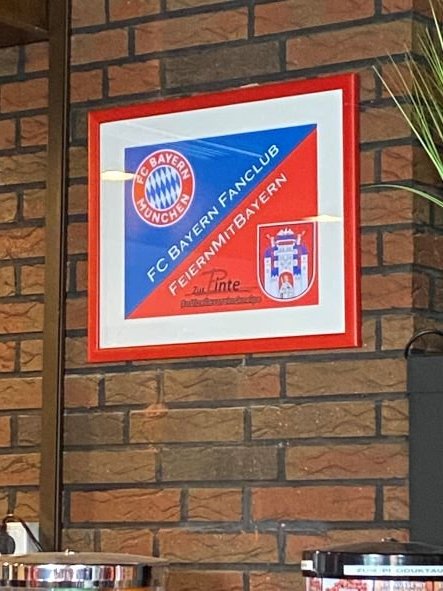 FC BAYERN
MÜNCHEN
FC BAYERN FANCLUB
FEIERNMITBAYERN
Zur Pinte